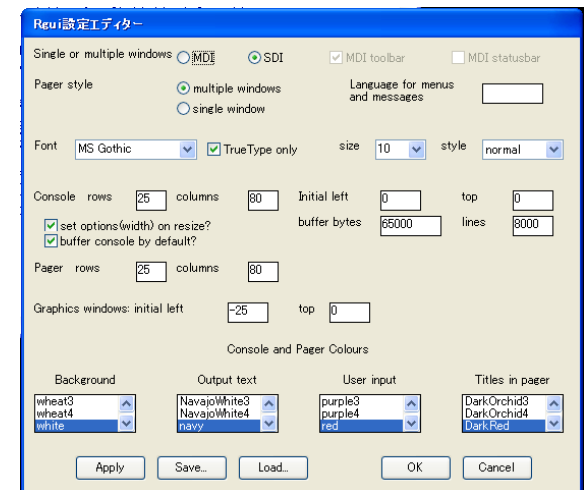 Rgui設定エディター
Single or multiple windows MDI SDI MDI toolbar MDI statusbar
Pager style multiple windows Language for menus
and messages
single window
Font MS Gothic TrueType only size 10 style normal
Console rows 25 columns 80 Initial left 0 top 0
set options(width) on resize? buffer bytes 65000 lines 8000
buffer console by default?
Pager rows 25 columns 80
Graphics windows: initial left -25 top 0
Console and Pager Colours
Background Output text User input Titles in pager
wheat3 NavajoWhite3 purple3 DarkOrchid3
wheat4 NavajoWhite4 purple4 DarkOrchid4
white navy red DarkRed
Apply Save... Load... OK Cancel